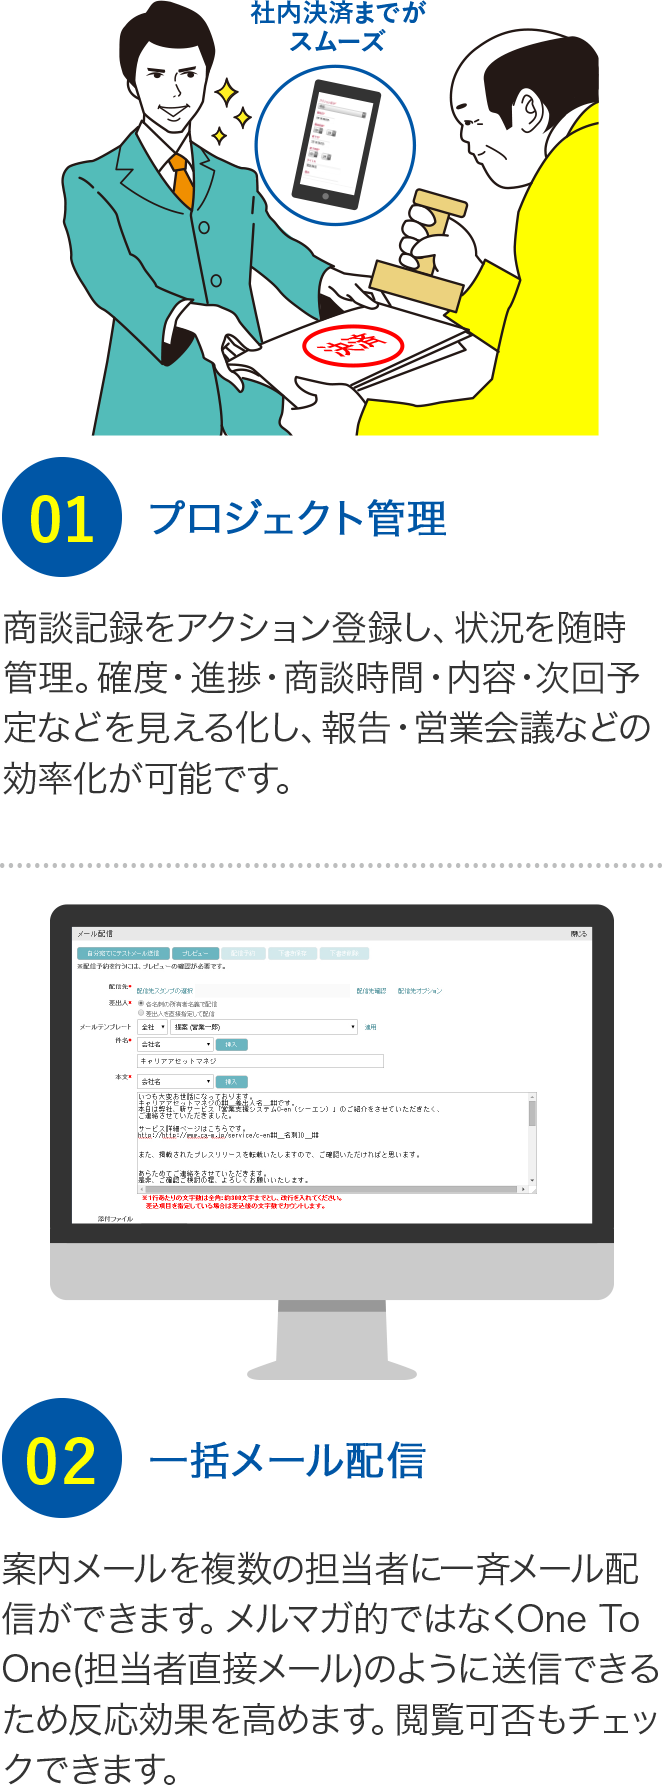 社内決済までが
スムーズ
決済
01 プロジェクト管理
商談記録をアクション登録し、状況を随時
管理。確度・進捗・商談時間・内容・次回予
定などを見える化し、報告・営業会議などの
効率化が可能です。
メール配信 閉じる
自分宛てにテストメール送信 プレビュー 配信予約
※配信予約を行うには、プレビューの確認が必要です。
配信先* 配信先スタンプの選択 配信先確認 配信先オプション
差出人* 各名刺の所有者名義で配信
差出人を直接指定して配信
メールテンプレート 会社 提案 (営業一郎) 適用
件名* 会社名 挿入
キャリアアセットマネジ
本文* 会社名 挿入
いつも大変お世話になっております。
キャリアアセットマネジの##__差出人名__##です。
本日は弊社、新サービス「営業支援システムC-en（シーエン）」のご紹介をさせていただきたく、
ご連絡させていただきました。
サービス詳細ページはこちらです。
http://http://www.ca-m.jp/service/c-en##__名刺ID__##
また、掲載されたプレスリリースを転載いたしますので、ご確認いただければと思います。
あらためてご連絡をさせていただきます。
是非、ご確認ご検討の程、よろしくお願いいたします。
※1行あたりの文字数は全角：約300文字までとし、改行を入れてください。
差込項目を指定している場合は差込後の文字数でカウントします。
添付ファイル
02 一括メール配信
案内メールを複数の担当者に一斉メール配
信ができます。メルマガ的ではなくOne To
One(担当者直接メール)のように送信できる
ため反応効果を高めます。閲覧可否もチェッ
クできます。